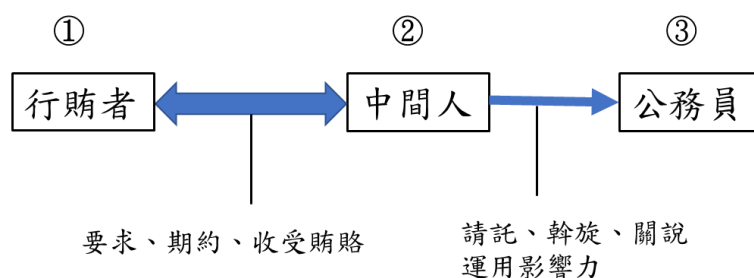 ①
②
③
行賄者
中間人
公務員
要求、期約、收受賄賂
請託、斡旋、關說
運用影響力